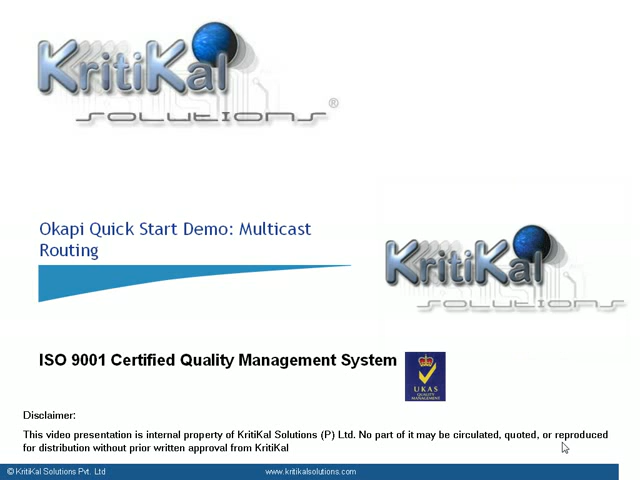 KritiKal
SOLUTIONS®
Okapi Quick Start Demo: Multicast
Routing
KritiKal
SOLUTIONS
ISO 9001 Certified Quality Management System
UKAS
QUALITY
MANAGEMENT
Disclaimer:
This video presentation is internal property of KritiKal Solutions (P) Ltd. No part of it may be circulated, quoted, or reproduced
for distribution without prior written approval from KritiKal
© KritiKal Solutions Pvt. Ltd www.kritikalsolutions.com